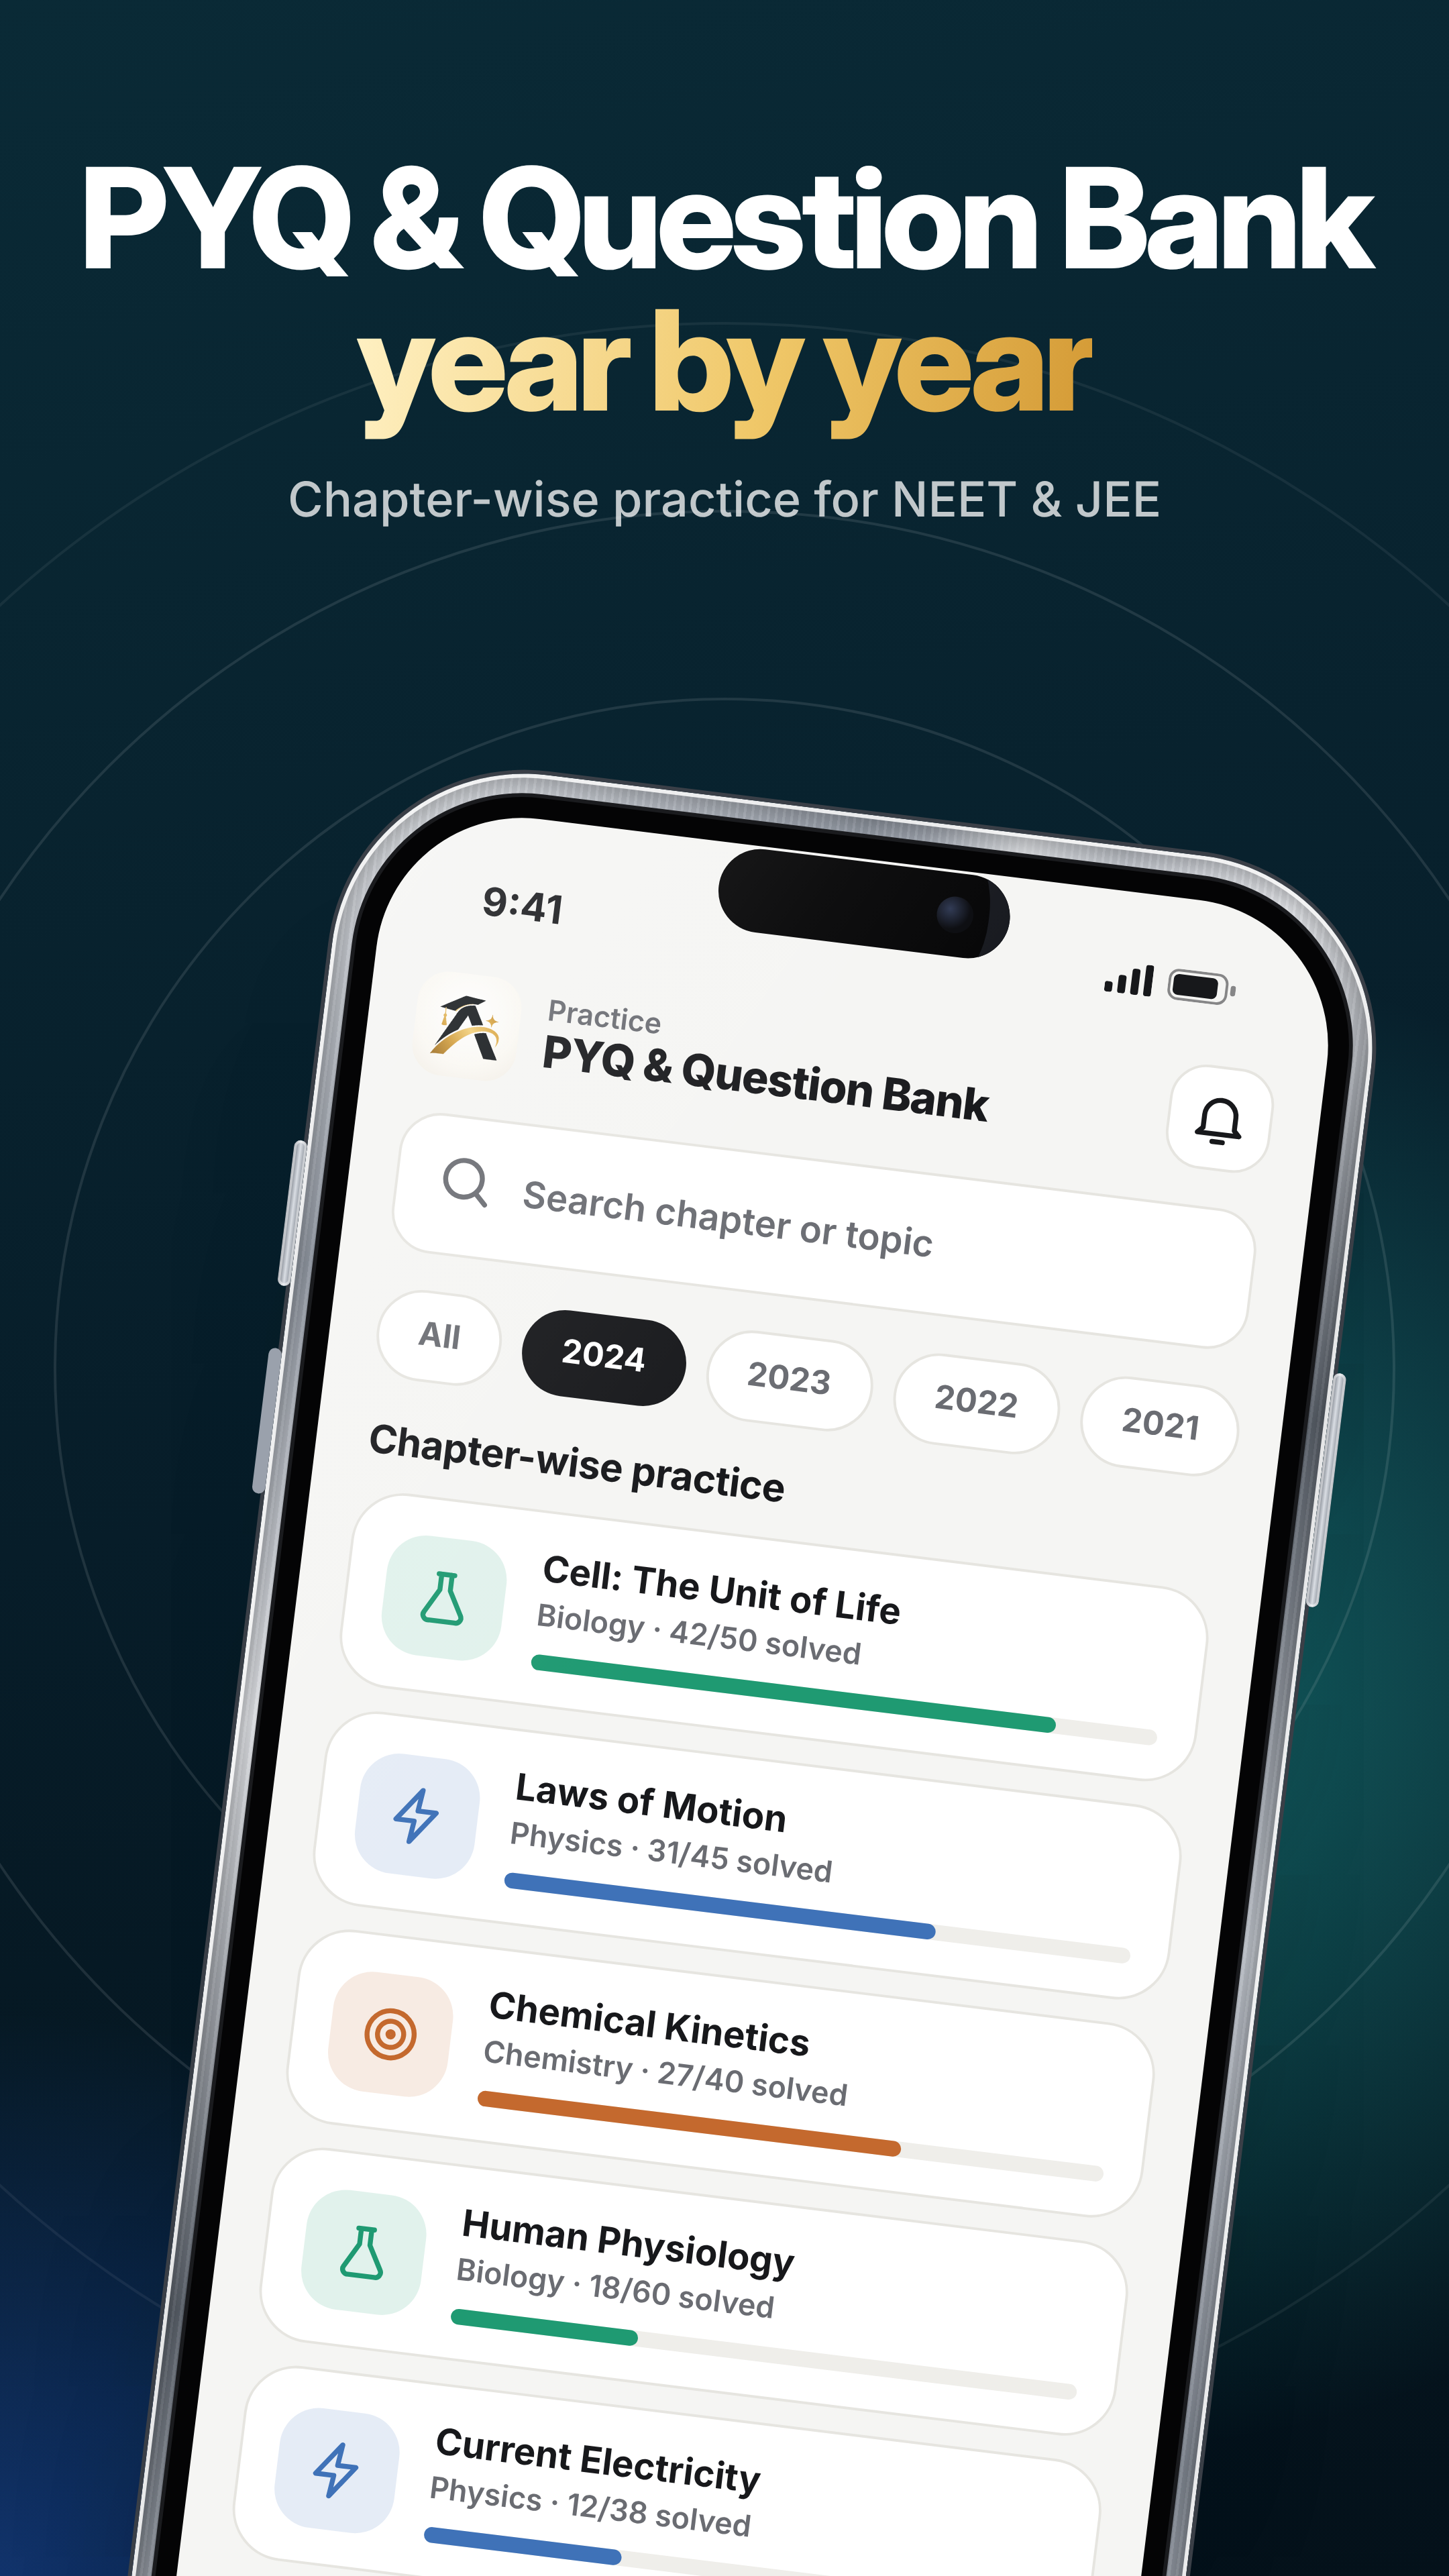 PYQ & Question Bank
year by year
Chapter-wise practice for NEET & JEE
9:41
Practice
PYQ & Question Bank
Search chapter or topic
All 2024 2023 2022 2021
Chapter-wise practice
Cell: The Unit of Life
Biology · 42/50 solved
Laws of Motion
Physics · 31/45 solved
Chemical Kinetics
Chemistry · 27/40 solved
Human Physiology
Biology · 18/60 solved
Current Electricity
Physics · 12/38 solved